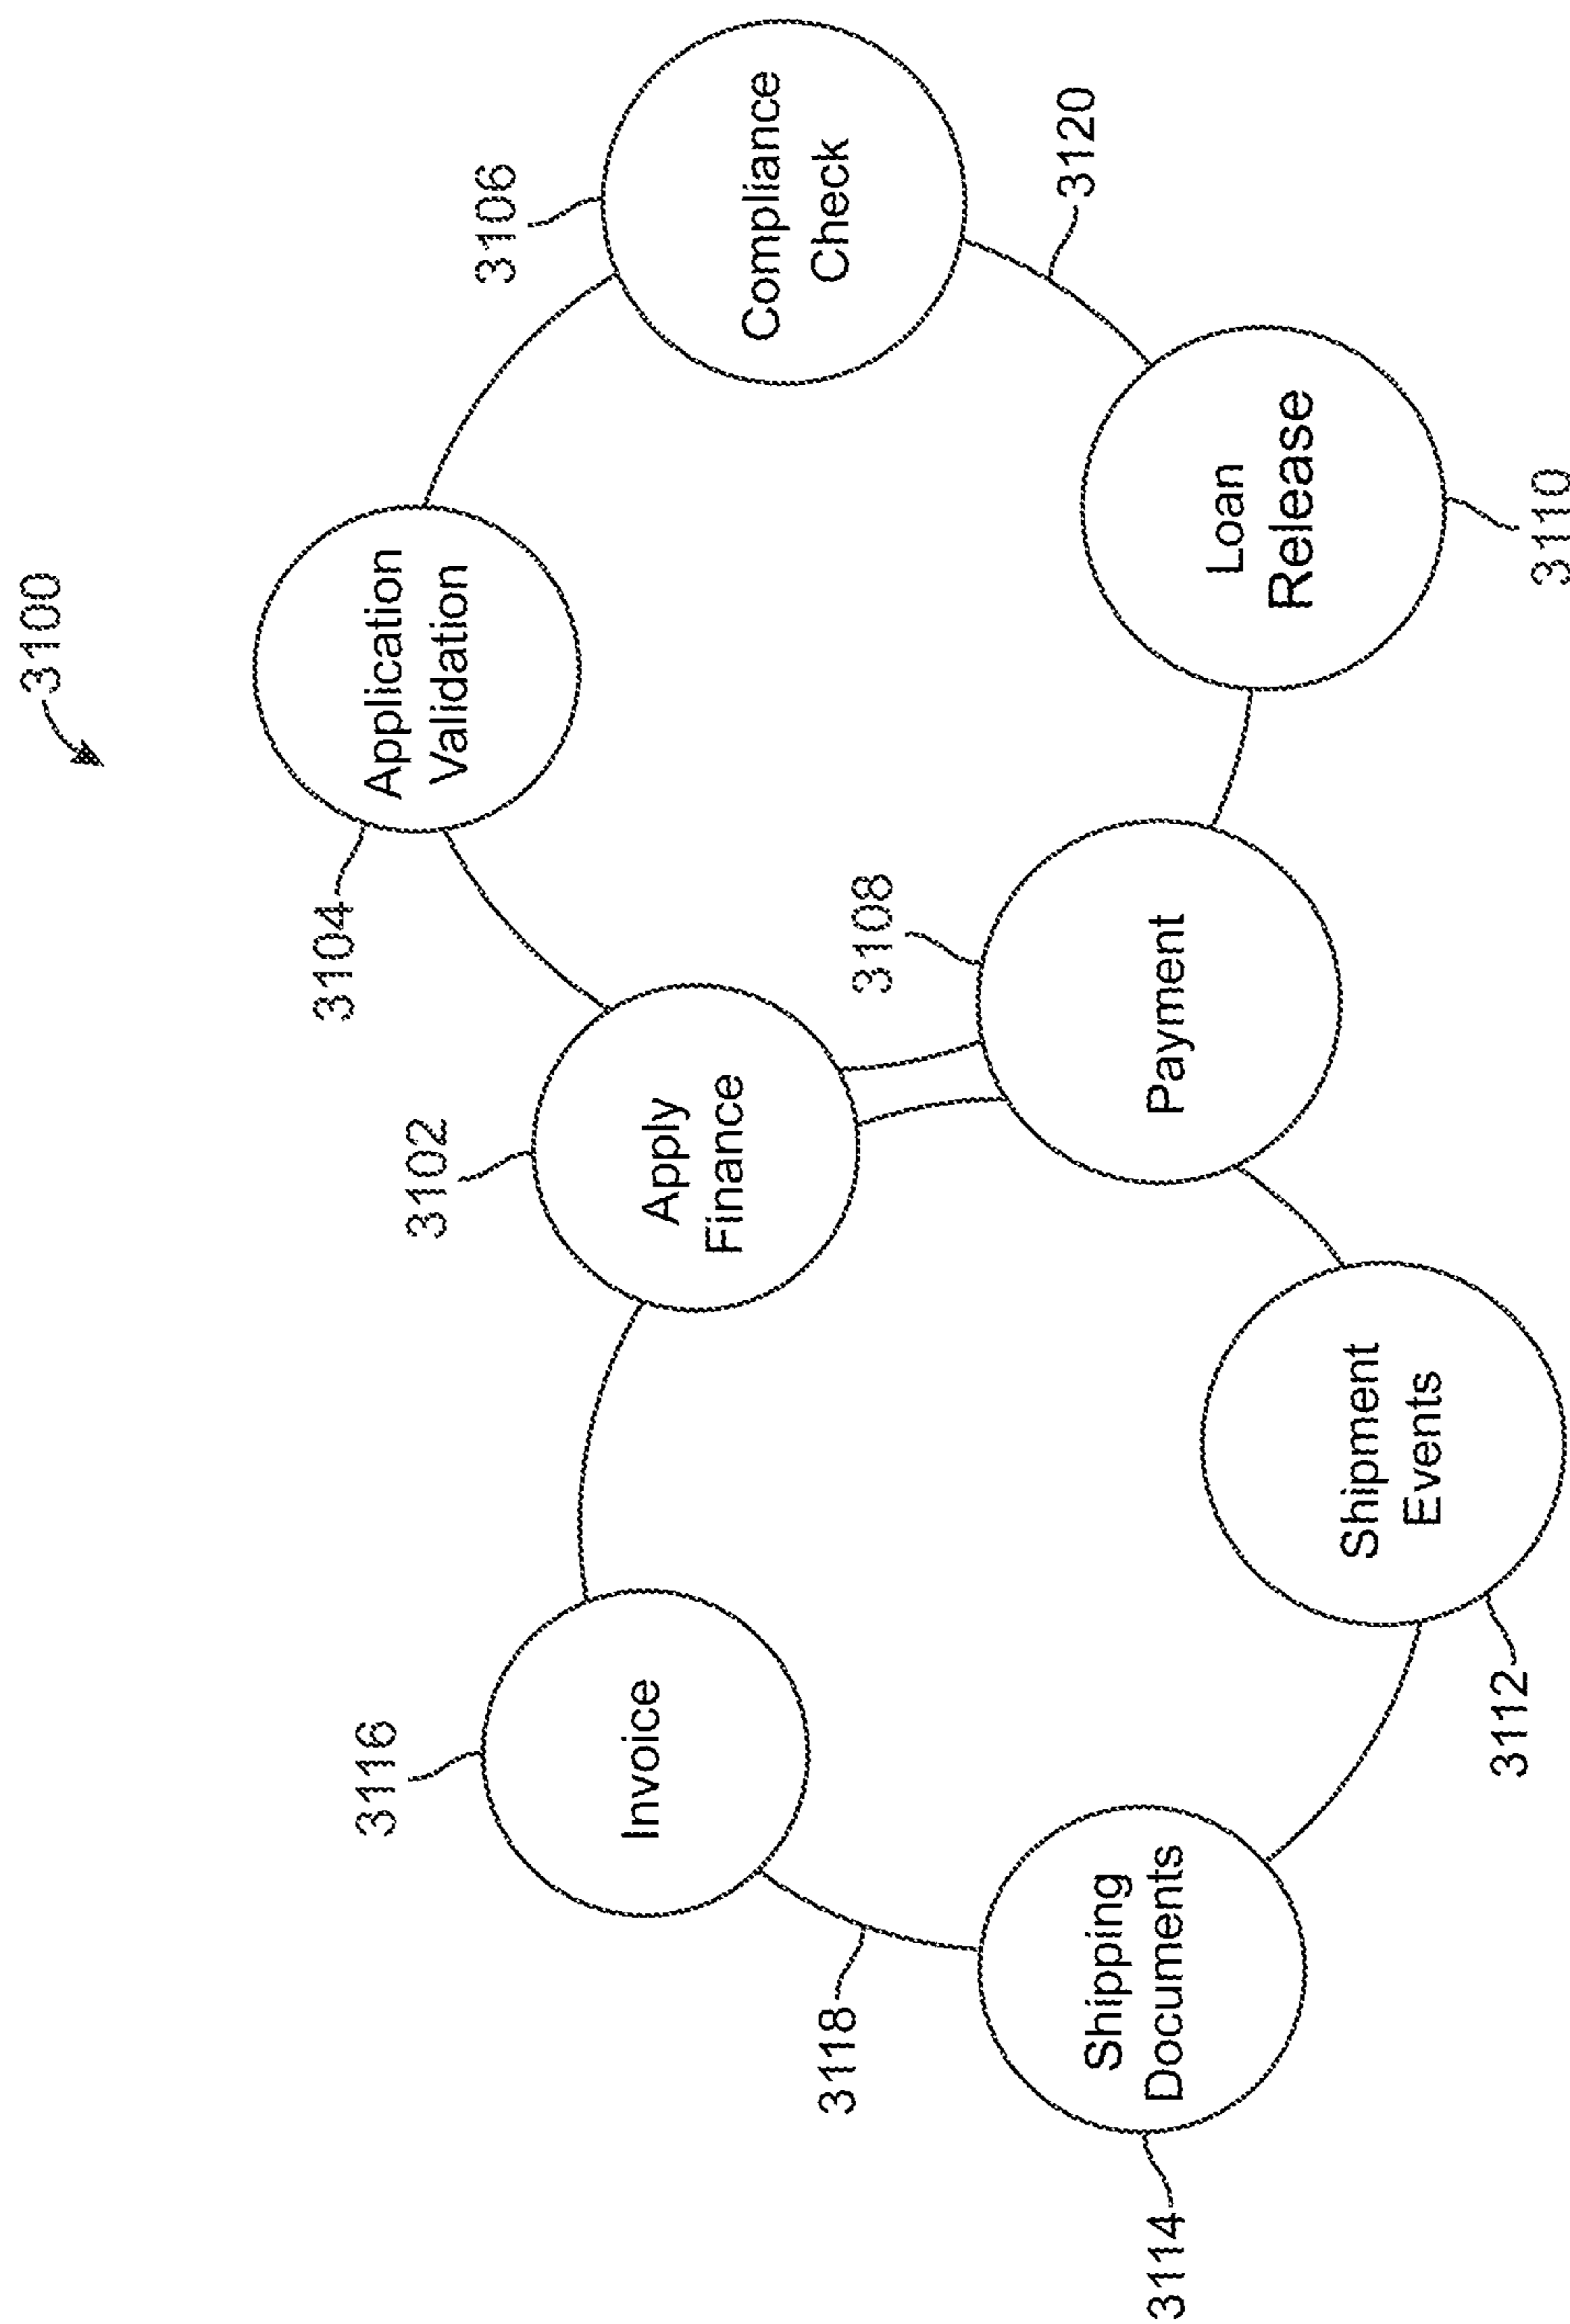 3100
3106
Compliance
Check
3120
Application
Validation
3104
Loan
Release
3110
3102
Apply
Finance
3108
Payment
3116
Invoice
Shipment
Events
3112
3118
Shipping
Documents
3114